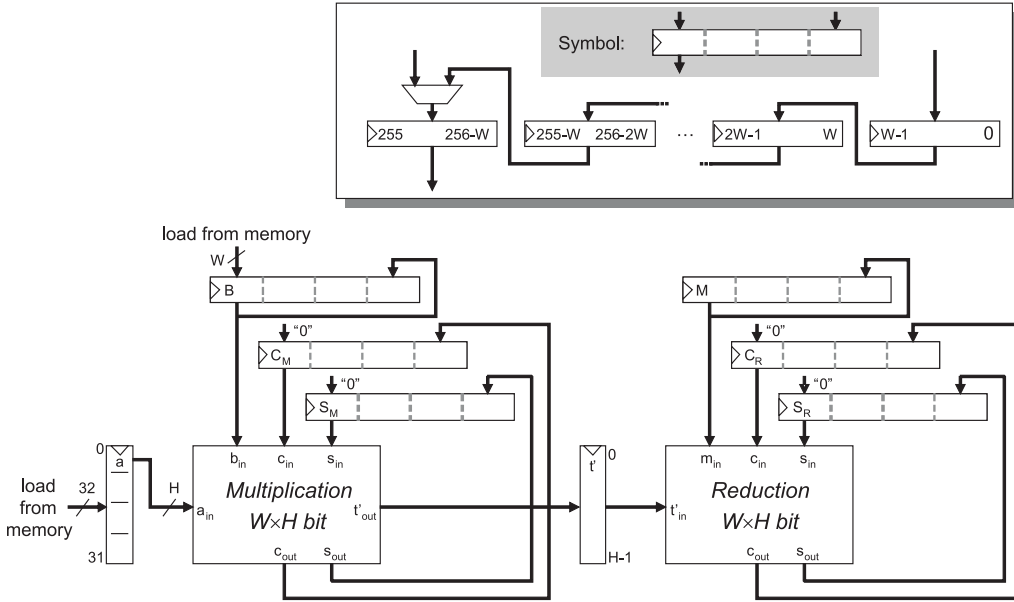 Symbol:
255 256-W 255-W 256-2W ... 2W-1 W W-1 0
load from memory
W
B M
"0" "0"
C_M C_R
"0" "0"
S_M S_R
0 a b_in c_in s_in t' 0 m_in c_in s_in
load from memory 32 H a_in Multiplication W×H bit t'_out t'_in Reduction W×H bit
31 c_out s_out H-1 c_out s_out